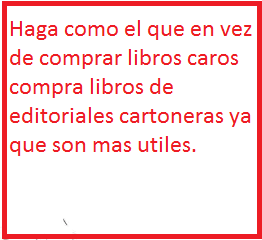 Haga como el que en vez
de comprar libros caros
compra libros de
editoriales cartoneras ya
que son mas utiles.